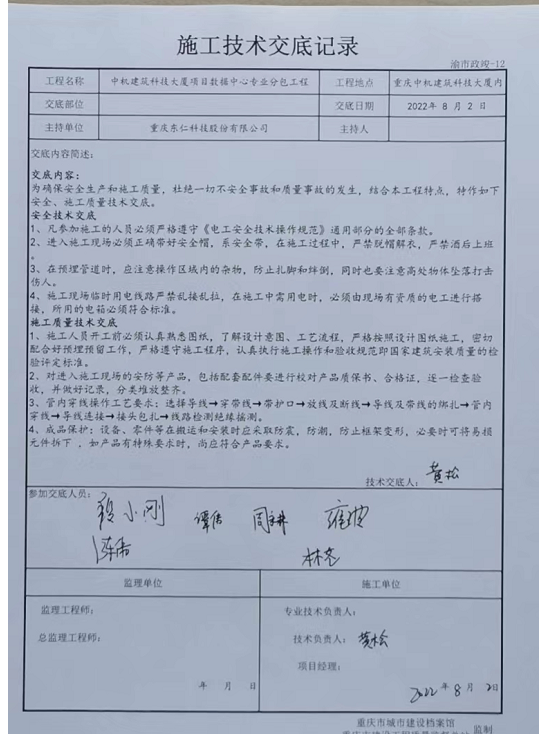 施工技术交底记录
渝市政竣-12
工程名称 中机建筑科技大厦项目数据中心专业分包工程 工程地点 重庆中机建筑科技大厦内
交底部位 交底日期 2022年 8 月 2 日
主持单位 重庆东仁科技股份有限公司 主持人
交底内容简述:
交底内容:
为确保安全生产和施工质量,杜绝一切不安全事故和质量事故的发生,结合本工程特点,特作如下
安全、施工质量技术交底。
安全技术交底
1、凡参加施工的人员必须严格遵守《电工安全技术操作规范》通用部分的全部条款。
2、进入施工现场必须正确带好安全帽,系安全带,在施工过程中,严禁脱帽解衣,严禁酒后上班
。
3、在预埋管道时,应注意操作区域内的杂物,防止扎脚和绊倒,同时也要注意高处物体坠落打击
伤人。
4、施工现场临时用电线路严禁乱接乱拉,在施工中需用电时,必须由现场有资质的电工进行搭
接,所用的电箱必须符合标准。
施工质量技术交底
1、施工人员开工前必须认真熟悉图纸,了解设计意图、工艺流程,严格按照设计图纸施工,密切
配合好预埋预留工作,严格遵守施工程序,认真执行施工操作和验收规范即国家建筑安装质量的检
验评定标准。
2、对进入施工现场的安防等产品,包括配套配件要进行校对产品质保书、合格证,逐一检查验
收,并做好记录,分类堆放整齐。
3、管内穿线操作工艺要求:选择导线→穿带线→带护口→放线及断线→导线及带线的绑扎→管内
穿线→导线连接→接头包扎→线路检测绝缘摇测。
4、成品保护:设备、零件等在搬运和安装时应采取防震,防潮,防止框架变形,必要时可将易损
元件拆下,如产品有特殊要求时,尚应符合产品要求。
技术交底人: 黄松
参加交底人员:
小刚 谭伟
林亮
监理单位 施工单位
监理工程师: 专业技术负责人:
总监理工程师: 技术负责人: 黄松
项目经理:
年 月 日 2022 年 8 月 2日
重庆市城市建设档案馆
监制